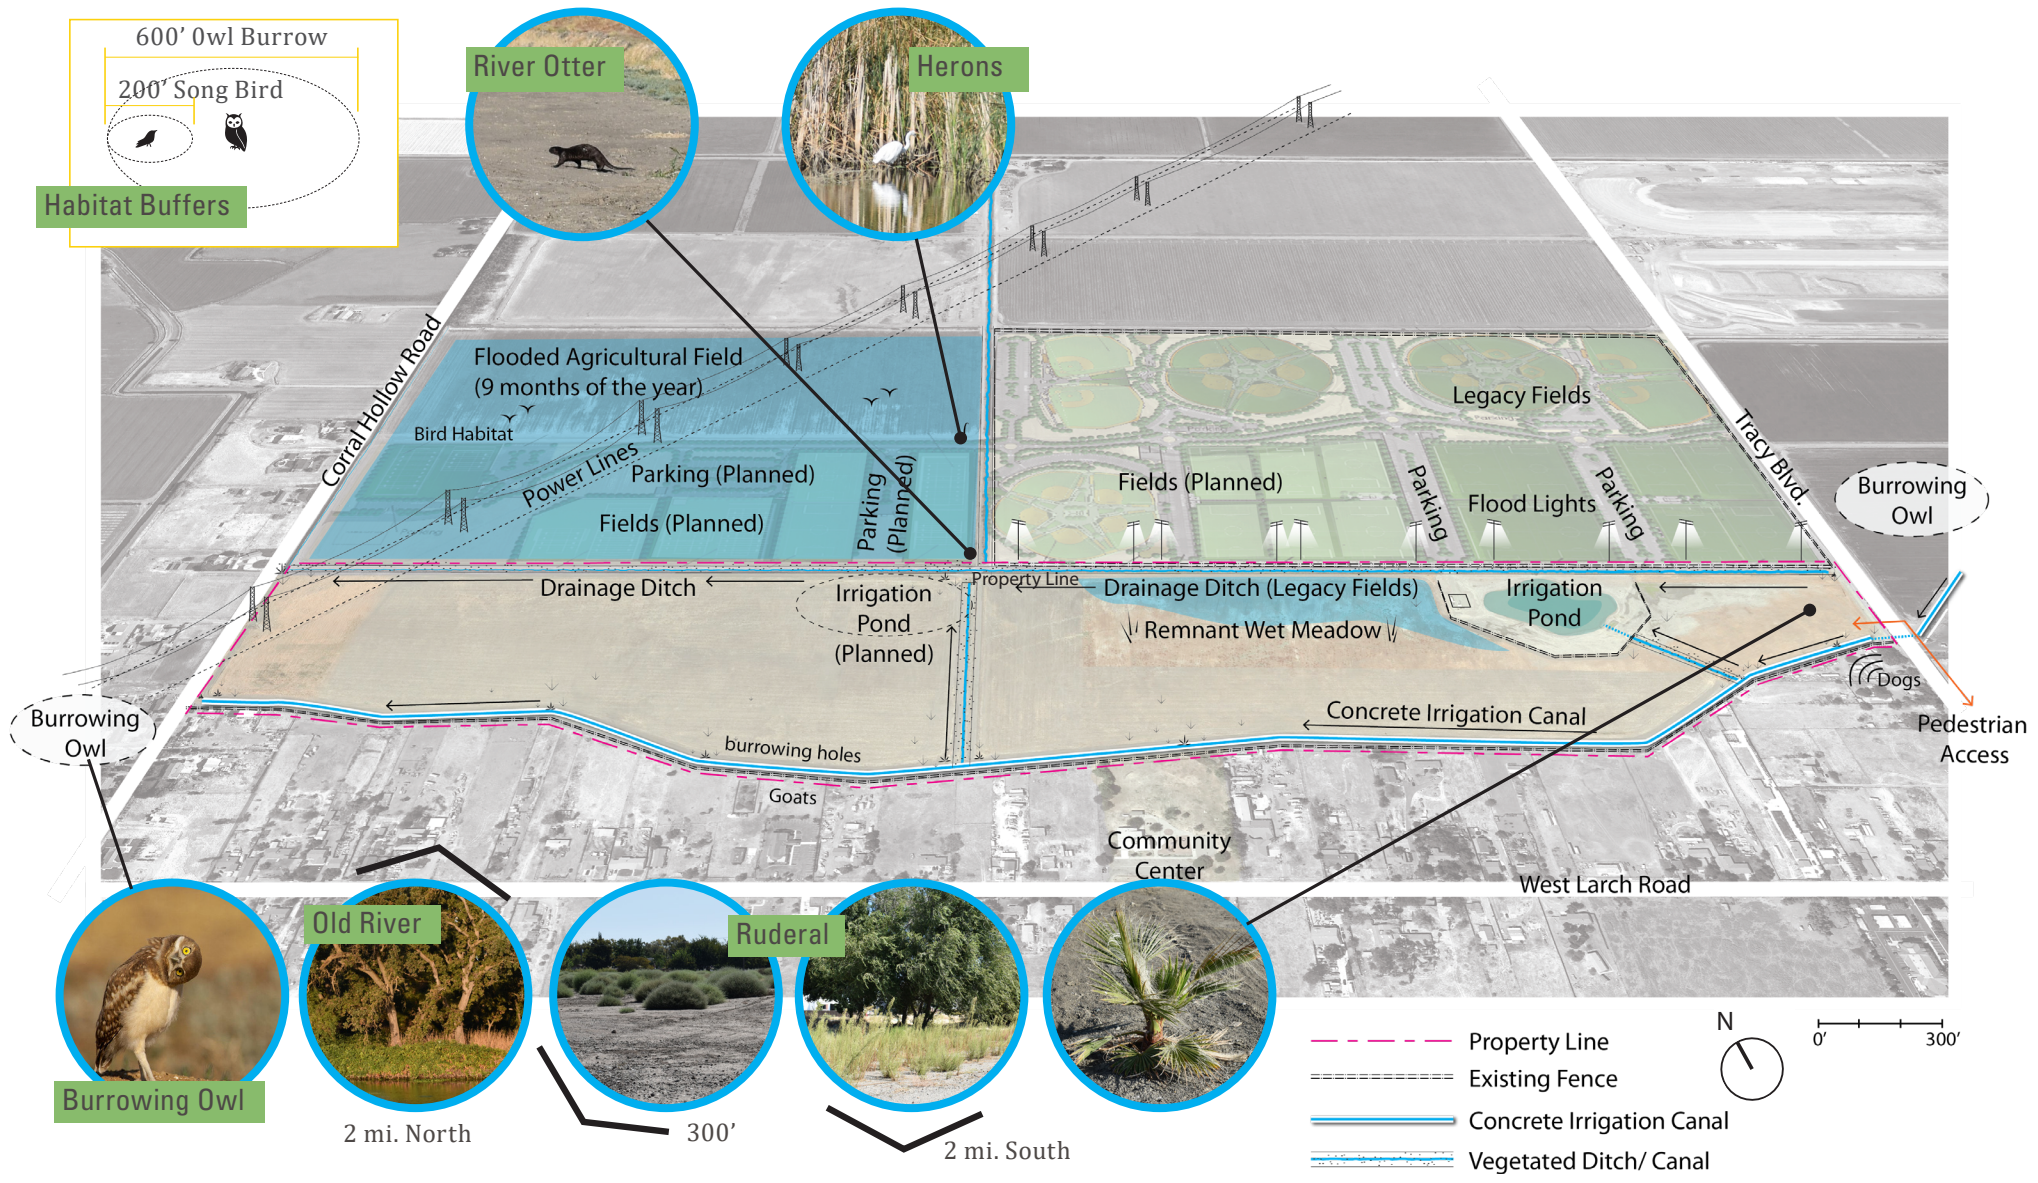 600’ Owl Burrow
200’ Song Bird
Habitat Buffers
River Otter
Herons
Corral Hollow Road
Flooded Agricultural Field
(9 months of the year)
Bird Habitat
Power Lines
Parking (Planned)
Fields (Planned)
Parking
(Planned)
Legacy Fields
Fields (Planned)
Parking
Flood Lights
Parking
Tracy Blvd.
Burrowing
Owl
Drainage Ditch
Property Line
Irrigation
Pond
(Planned)
Drainage Ditch (Legacy Fields)
Remnant Wet Meadow
Irrigation
Pond
Dogs
Pedestrian
Access
Burrowing
Owl
burrowing holes
Concrete Irrigation Canal
Goats
Community
Center
West Larch Road
Burrowing Owl
Old River
2 mi. North
300’
Ruderal
2 mi. South
Property Line
Existing Fence
Concrete Irrigation Canal
Vegetated Ditch/ Canal
N
0’
300’